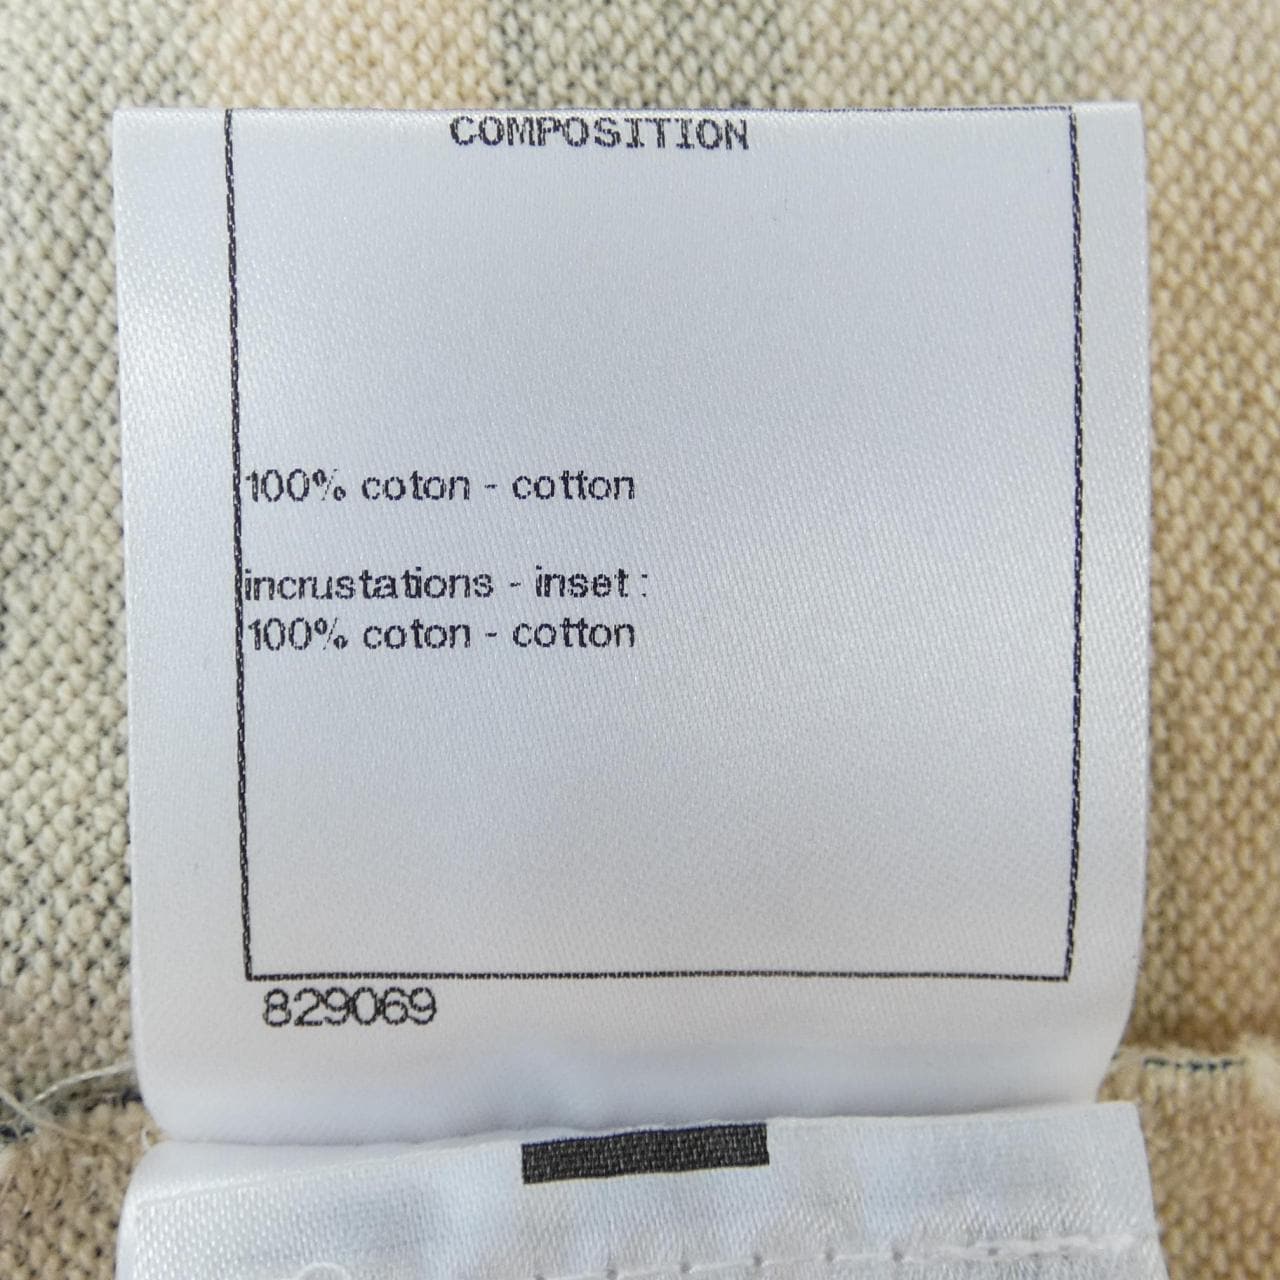 COMPOSITION
100% coton - cotton
incrustations - inset :
100% coton - cotton
829069